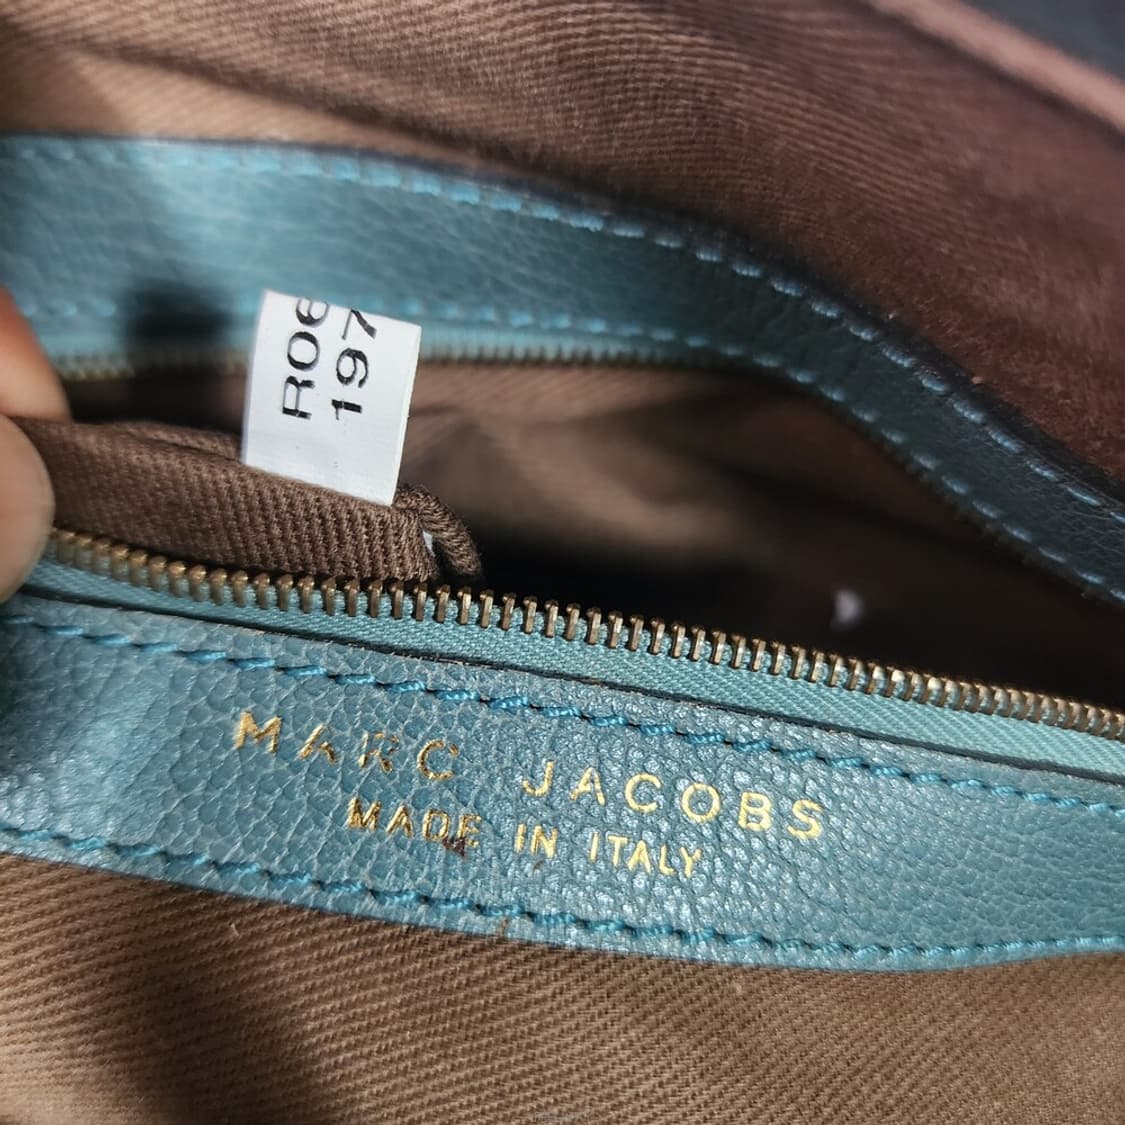 R06
197
MARC JACOBS
MADE IN ITALY